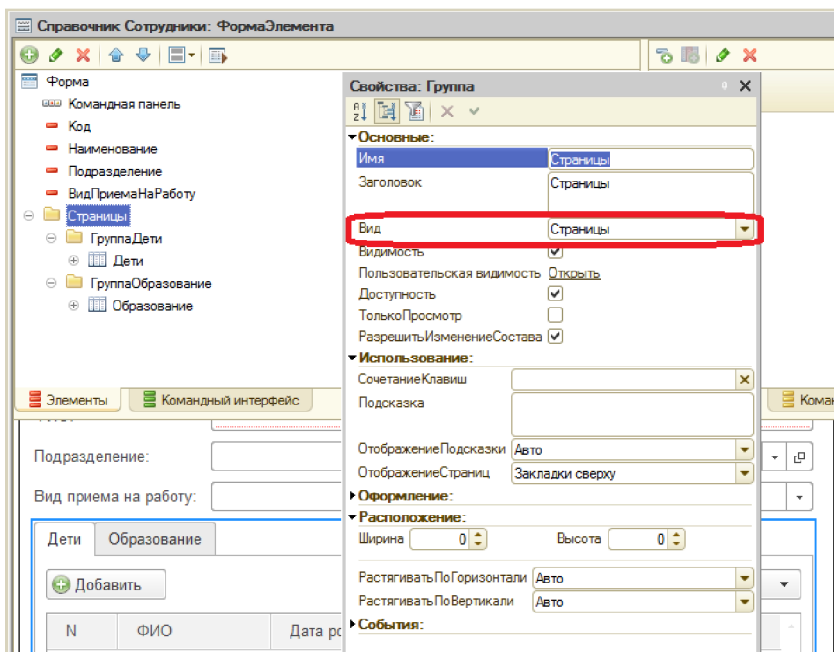 Справочник Сотрудники: ФормаЭлемента
Форма
Командная панель
Код
Наименование
Подразделение
ВидПриемаНаРаботу
Страницы
ГруппаДети
Дети
ГруппаОбразование
Образование
Элементы
Командный интерфейс
Свойства: Группа
Основные:
Имя Страницы
Заголовок Страницы
Вид Страницы
Видимость
Пользовательская видимость Открыть
Доступность
ТолькоПросмотр
РазрешитьИзменениеСостава
Использование:
СочетаниеКлавиш
Подсказка
ОтображениеПодсказки Авто
ОтображениеСтраниц Закладки сверху
Оформление:
Расположение:
Ширина 0 Высота 0
РастягиватьПоГоризонтали Авто
РастягиватьПоВертикали Авто
События:
Подразделение:
Вид приема на работу:
Дети Образование
Добавить
N ФИО Дата ро
Коман